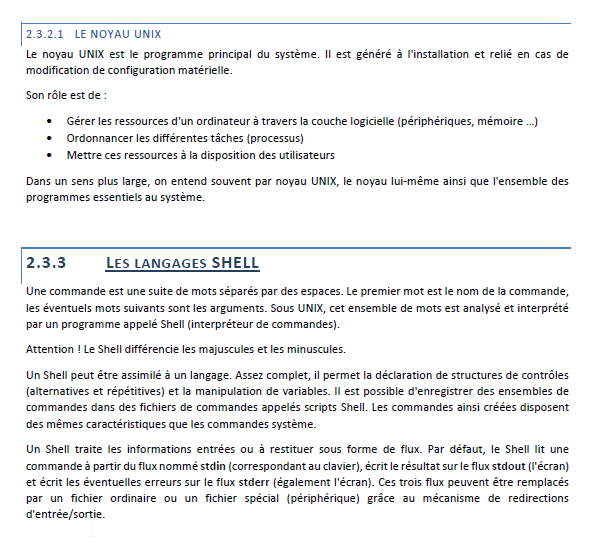 2.3.2.1 LE NOYAU UNIX
Le noyau UNIX est le programme principal du système. Il est généré à l'installation et relié en cas de
modification de configuration matérielle.
Son rôle est de :
• Gérer les ressources d'un ordinateur à travers la couche logicielle (périphériques, mémoire ...)
• Ordonnancer les différentes tâches (processus)
• Mettre ces ressources à la disposition des utilisateurs
Dans un sens plus large, on entend souvent par noyau UNIX, le noyau lui-même ainsi que l'ensemble des
programmes essentiels au système.
2.3.3 LES LANGAGES SHELL
Une commande est une suite de mots séparés par des espaces. Le premier mot est le nom de la commande,
les éventuels mots suivants sont les arguments. Sous UNIX, cet ensemble de mots est analysé et interprété
par un programme appelé Shell (interpréteur de commandes).
Attention ! Le Shell différencie les majuscules et les minuscules.
Un Shell peut être assimilé à un langage. Assez complet, il permet la déclaration de structures de contrôles
(alternatives et répétitives) et la manipulation de variables. Il est possible d'enregistrer des ensembles de
commandes dans des fichiers de commandes appelés scripts Shell. Les commandes ainsi créées disposent
des mêmes caractéristiques que les commandes système.
Un Shell traite les informations entrées ou à restituer sous forme de flux. Par défaut, le Shell lit une
commande à partir du flux nommé stdin (correspondant au clavier), écrit le résultat sur le flux stdout (l'écran)
et écrit les éventuelles erreurs sur le flux stderr (également l'écran). Ces trois flux peuvent être remplacés
par un fichier ordinaire ou un fichier spécial (périphérique) grâce au mécanisme de redirections
d'entrée/sortie.